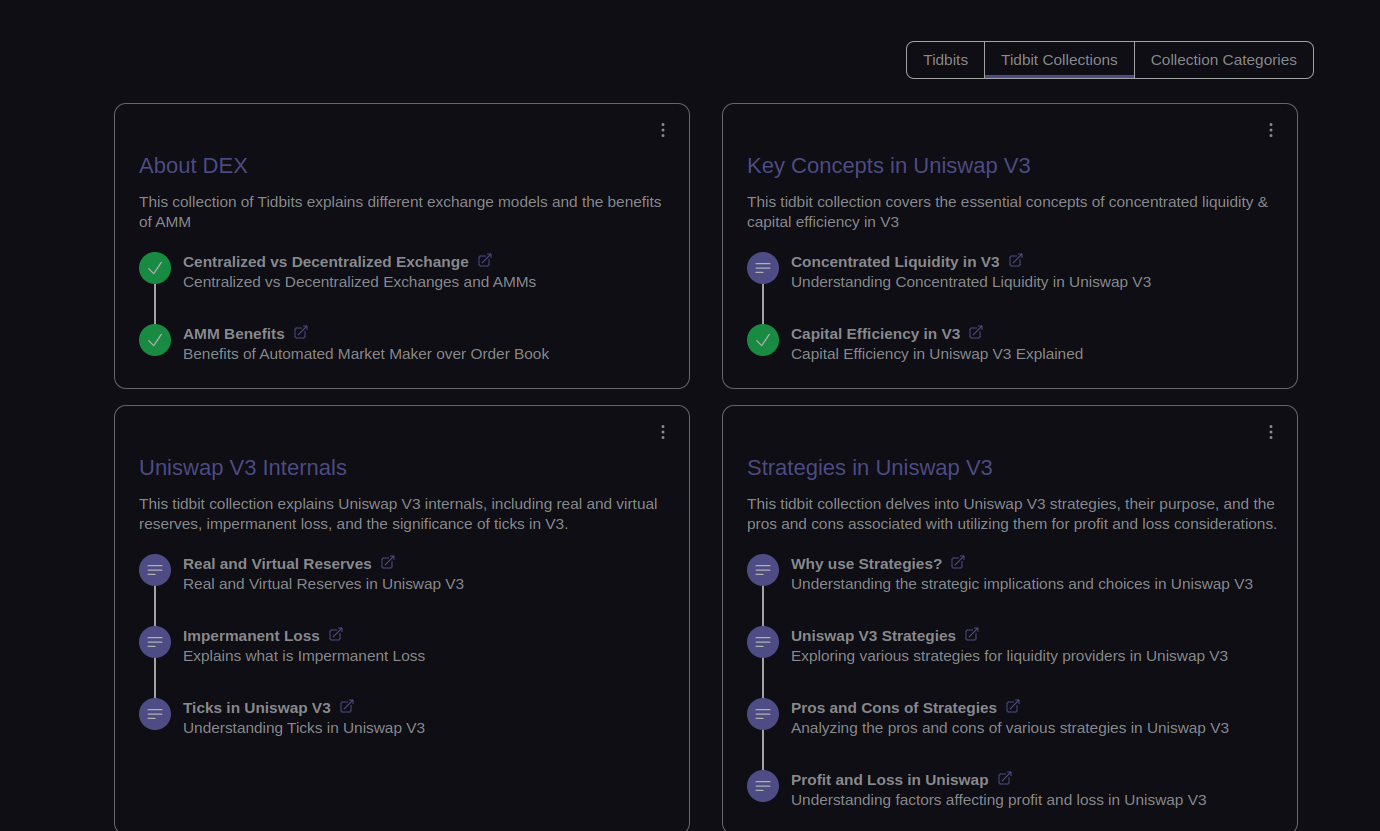 Tidbits
Tidbit Collections
Collection Categories
About DEX
This collection of Tidbits explains different exchange models and the benefits
of AMM
Centralized vs Decentralized Exchange
Centralized vs Decentralized Exchanges and AMMs
AMM Benefits
Benefits of Automated Market Maker over Order Book
Key Concepts in Uniswap V3
This tidbit collection covers the essential concepts of concentrated liquidity &
capital efficiency in V3
Concentrated Liquidity in V3
Understanding Concentrated Liquidity in Uniswap V3
Capital Efficiency in V3
Capital Efficiency in Uniswap V3 Explained
Uniswap V3 Internals
This tidbit collection explains Uniswap V3 internals, including real and virtual
reserves, impermanent loss, and the significance of ticks in V3.
Real and Virtual Reserves
Real and Virtual Reserves in Uniswap V3
Impermanent Loss
Explains what is Impermanent Loss
Ticks in Uniswap V3
Understanding Ticks in Uniswap V3
Strategies in Uniswap V3
This tidbit collection delves into Uniswap V3 strategies, their purpose, and the
pros and cons associated with utilizing them for profit and loss considerations.
Why use Strategies?
Understanding the strategic implications and choices in Uniswap V3
Uniswap V3 Strategies
Exploring various strategies for liquidity providers in Uniswap V3
Pros and Cons of Strategies
Analyzing the pros and cons of various strategies in Uniswap V3
Profit and Loss in Uniswap
Understanding factors affecting profit and loss in Uniswap V3